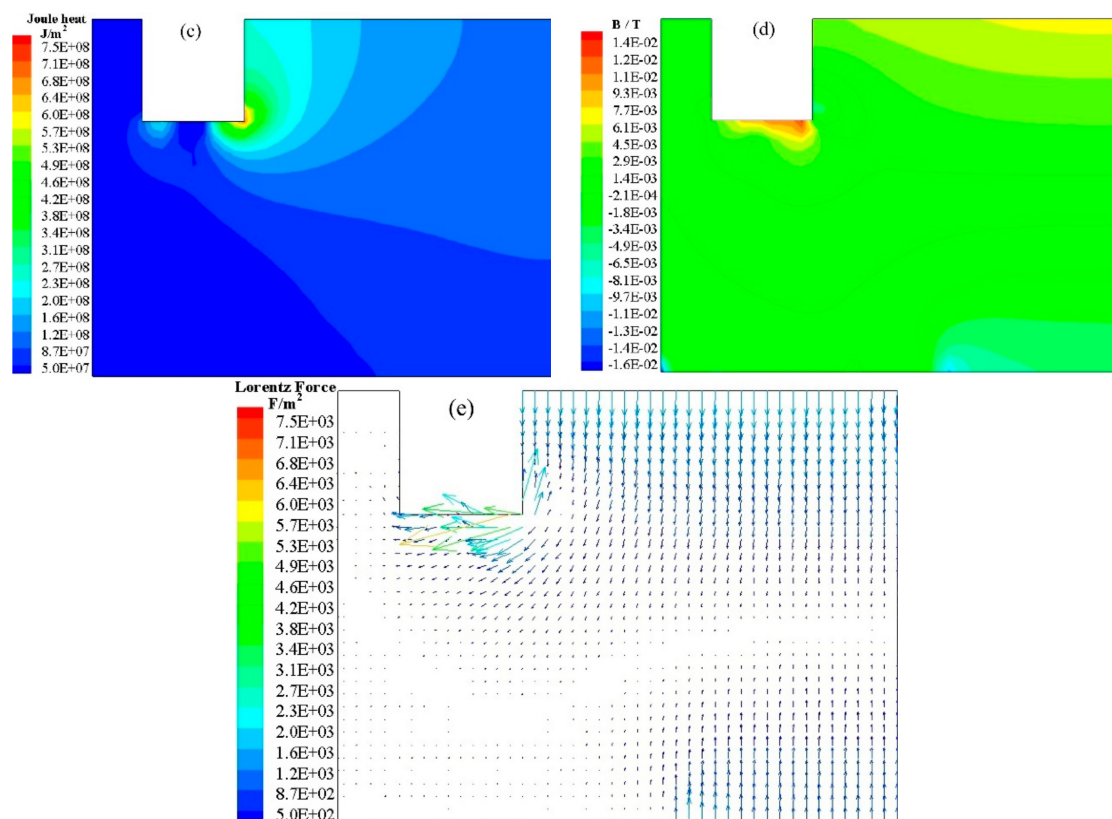 Joule heat
J/m²
7.5E+08
7.1E+08
6.8E+08
6.4E+08
6.0E+08
5.7E+08
5.3E+08
4.9E+08
4.6E+08
4.2E+08
3.8E+08
3.4E+08
3.1E+08
2.7E+08
2.3E+08
2.0E+08
1.6E+08
1.2E+08
8.7E+07
5.0E+07
(c)
B / T
1.4E-02
1.2E-02
1.1E-02
9.3E-03
7.7E-03
6.1E-03
4.5E-03
2.9E-03
1.4E-03
-2.1E-04
-1.8E-03
-3.4E-03
-4.9E-03
-6.5E-03
-8.1E-03
-9.7E-03
-1.1E-02
-1.3E-02
-1.4E-02
-1.6E-02
(d)
Lorentz Force
F/m²
7.5E+03
7.1E+03
6.8E+03
6.4E+03
6.0E+03
5.7E+03
5.3E+03
4.9E+03
4.6E+03
4.2E+03
3.8E+03
3.4E+03
3.1E+03
2.7E+03
2.3E+03
2.0E+03
1.6E+03
1.2E+03
8.7E+02
5.0E+02
(e)